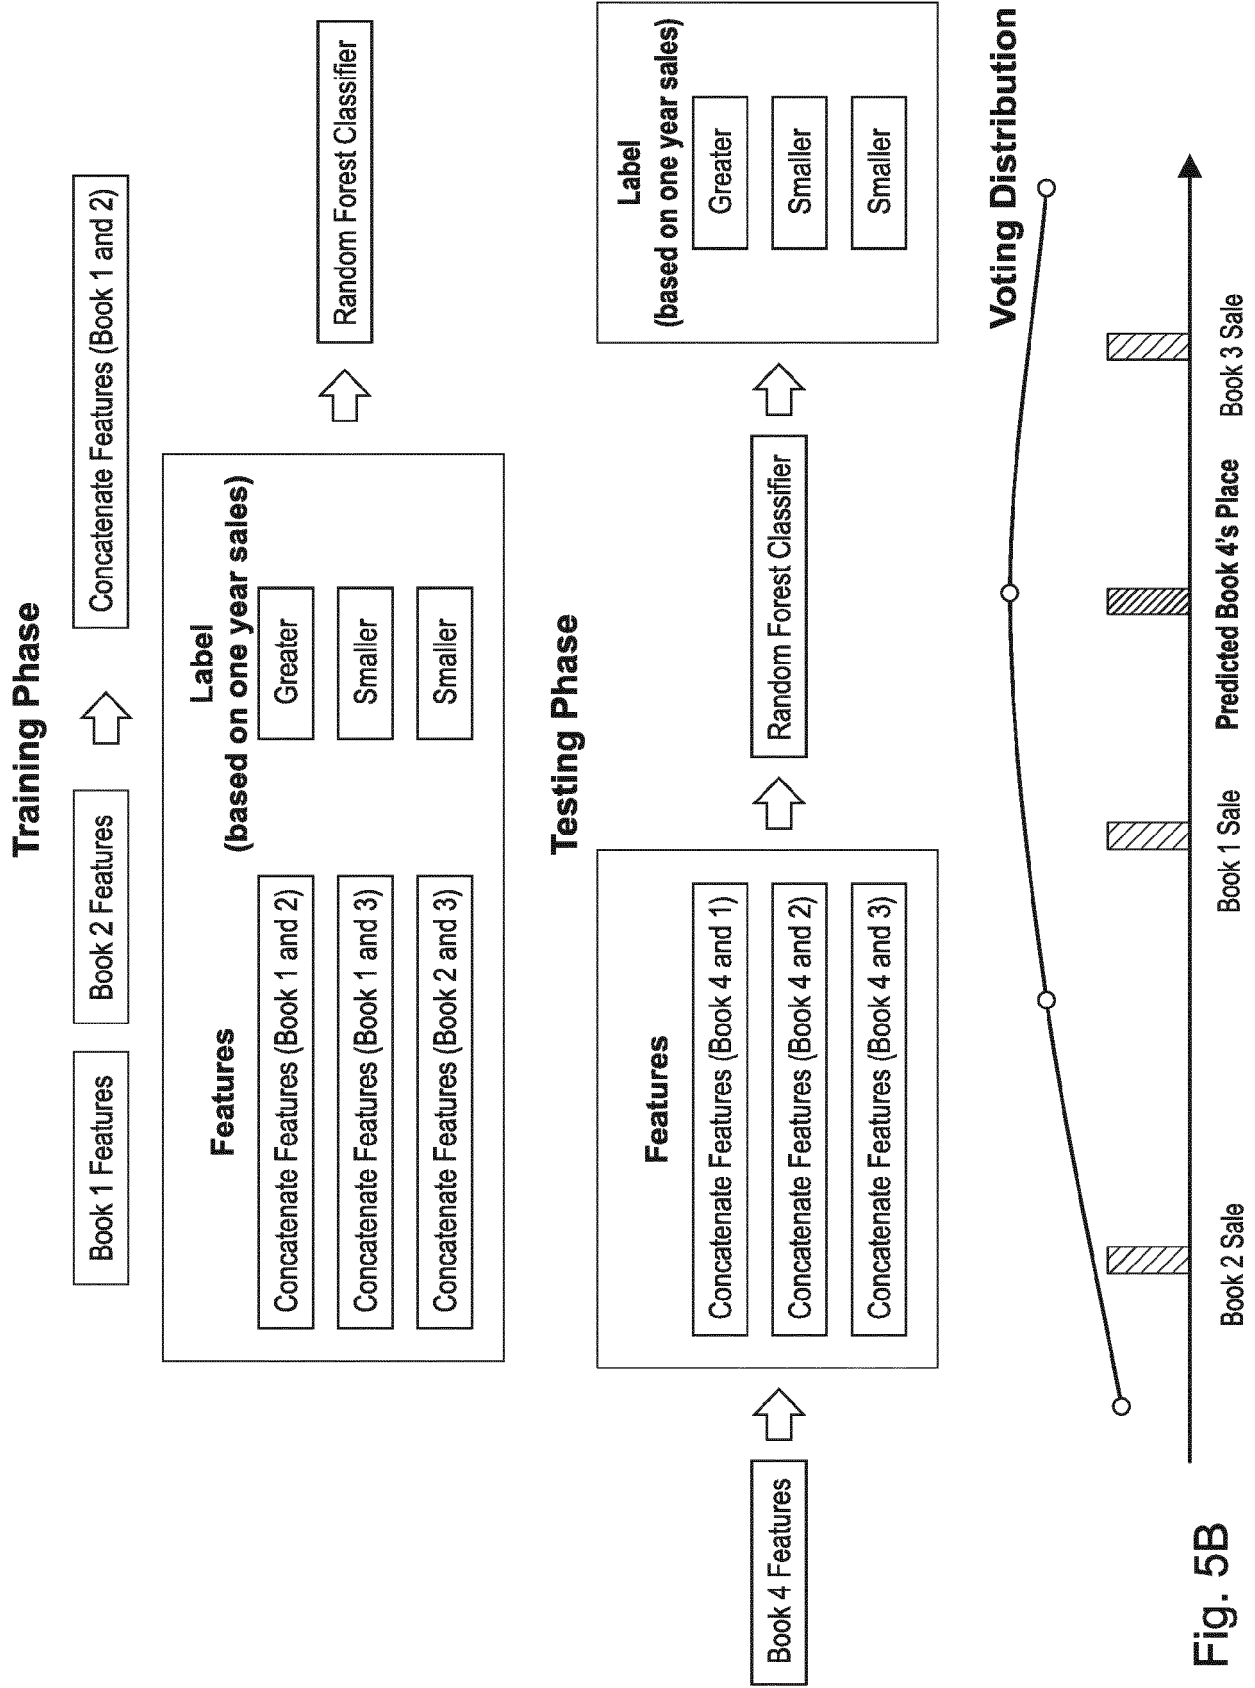 Training Phase
Book 1 Features
Book 2 Features
Concatenate Features (Book 1 and 2)
Features
Label
(based on one year sales)
Concatenate Features (Book 1 and 2)
Greater
Concatenate Features (Book 1 and 3)
Smaller
Concatenate Features (Book 2 and 3)
Smaller
Random Forest Classifier
Testing Phase
Book 4 Features
Features
Concatenate Features (Book 4 and 1)
Concatenate Features (Book 4 and 2)
Concatenate Features (Book 4 and 3)
Random Forest Classifier
Label
(based on one year sales)
Greater
Smaller
Smaller
Voting Distribution
Book 2 Sale
Book 1 Sale
Predicted Book 4's Place
Book 3 Sale
Fig. 5B